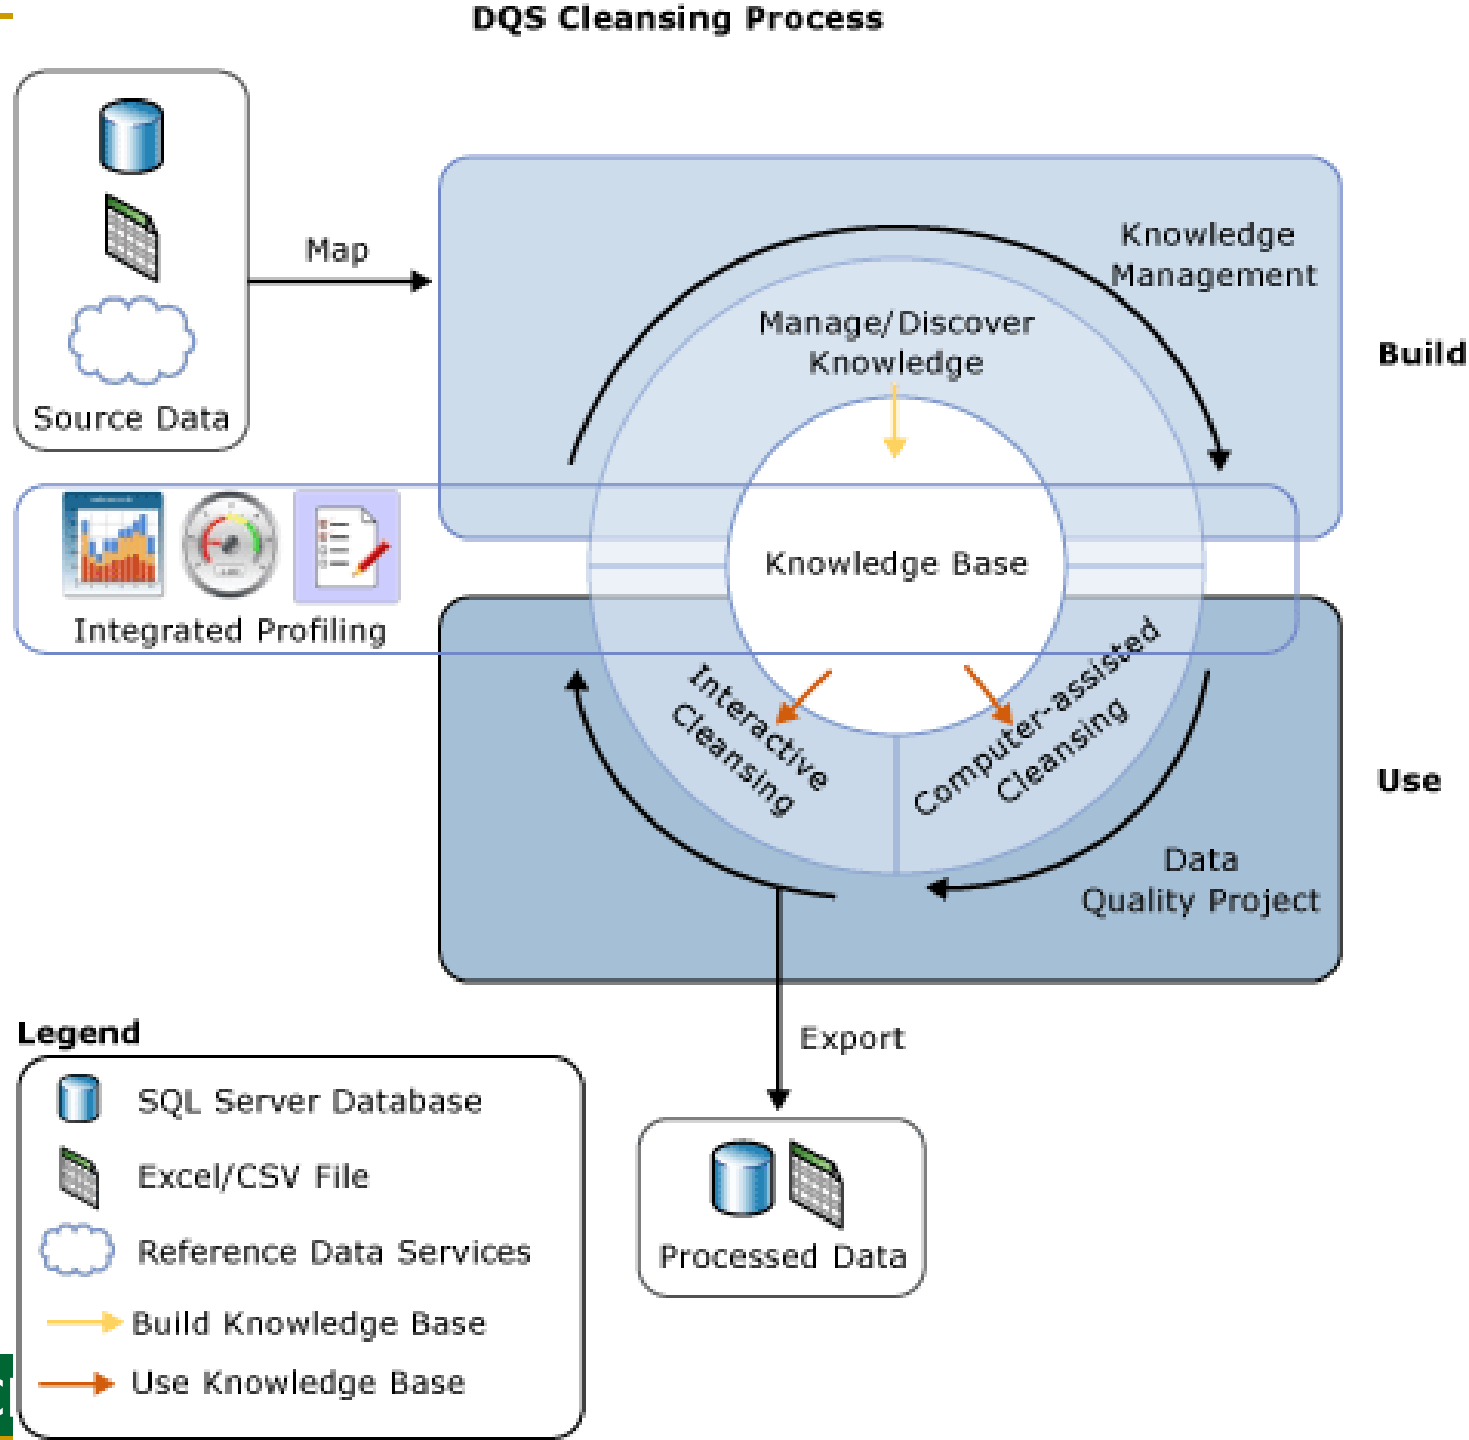 DQS Cleansing Process
Source Data
Map
Knowledge
Management
Manage/Discover
Knowledge
Build
Knowledge Base
Integrated Profiling
Interactive
Cleansing
Computer-assisted
Cleansing
Use
Data
Quality Project
Export
Processed Data
Legend
SQL Server Database
Excel/CSV File
Reference Data Services
Build Knowledge Base
Use Knowledge Base